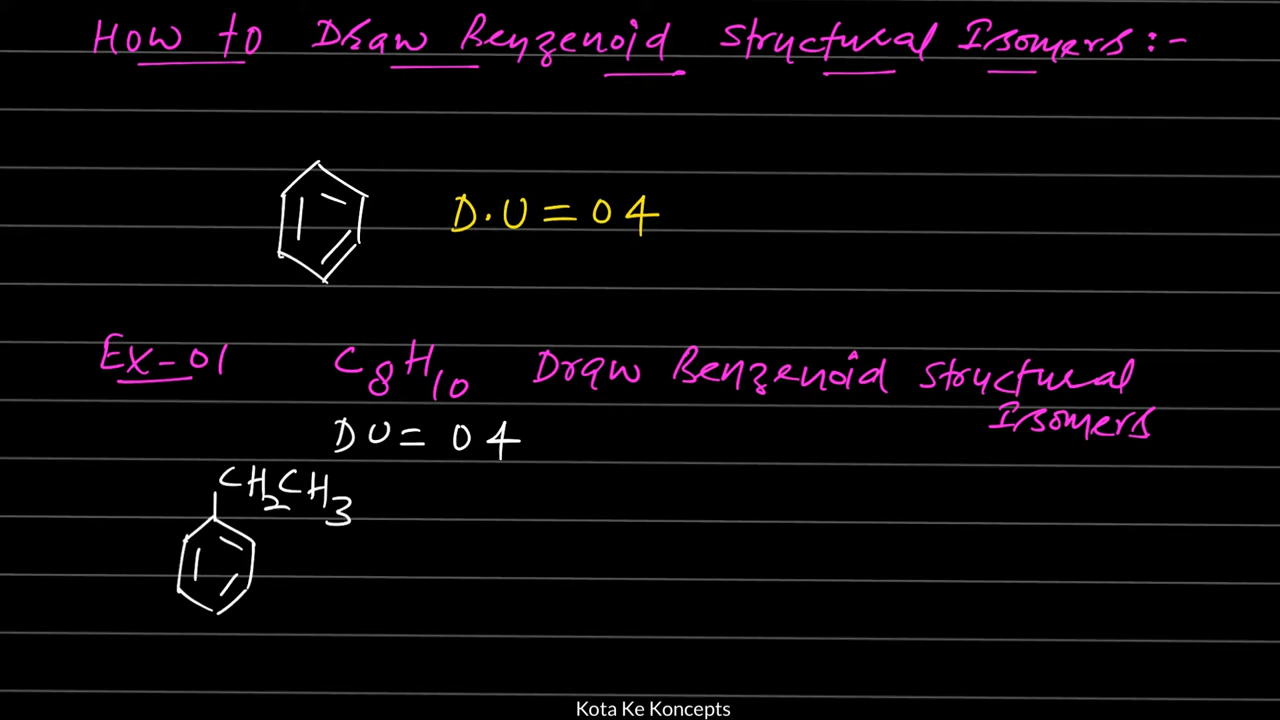 How to Draw Benzenoid Structural Isomers:-
D.U = 04
Ex-01 C8H10 Draw Benzenoid Structural
Isomers
DU = 04
CH2CH3
Kota Ke Koncepts